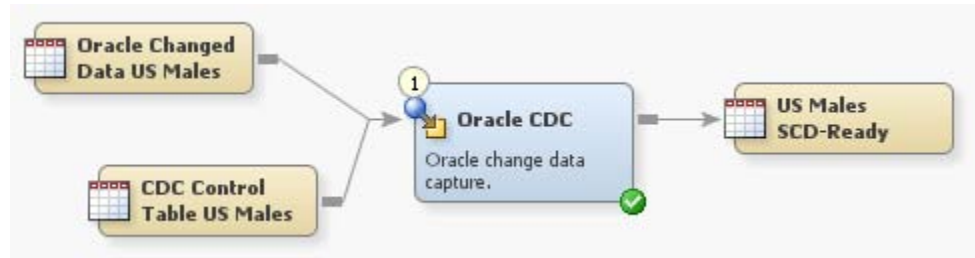 Oracle Changed
Data US Males
CDC Control
Table US Males
1
Oracle CDC
Oracle change data
capture.
US Males
SCD-Ready